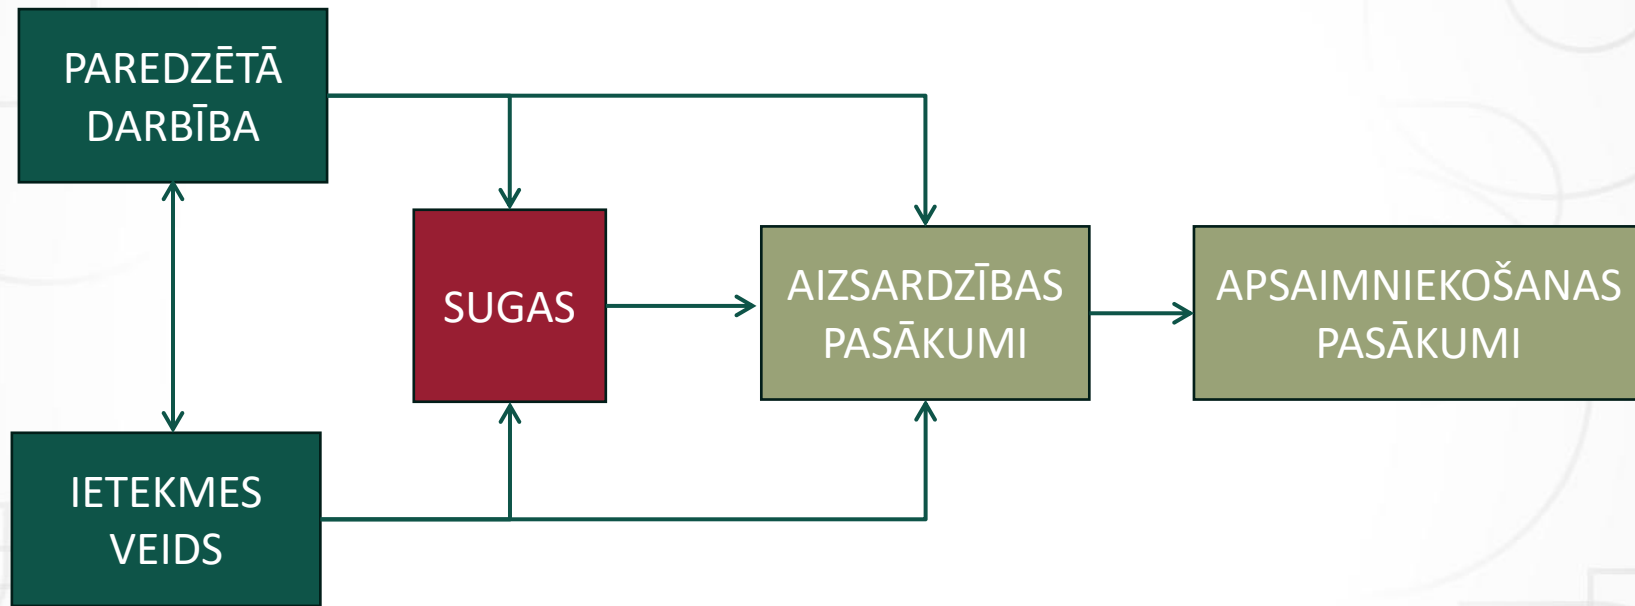 PAREDZĒTĀ
DARBĪBA
SUGAS
AIZSARDZĪBAS
PASĀKUMI
APSAIMNIEKOŠANAS
PASĀKUMI
IETEKMES
VEIDS